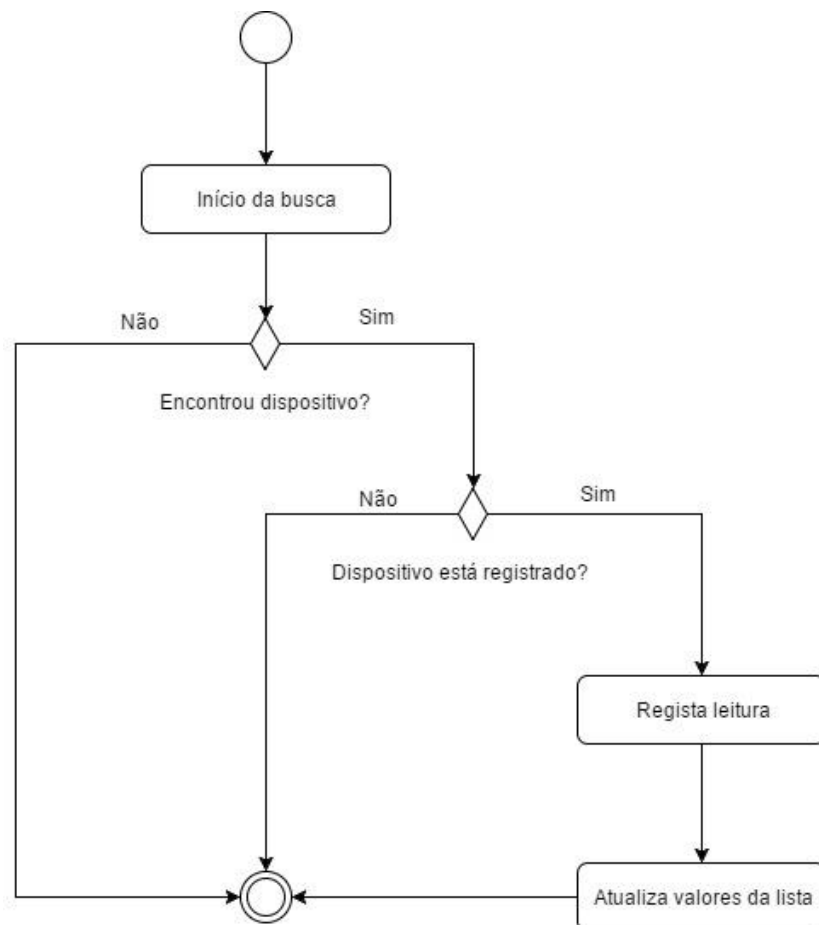 Início da busca
Não
Sim
Encontrou dispositivo?
Não
Sim
Dispositivo está registrado?
Regista leitura
Atualiza valores da lista